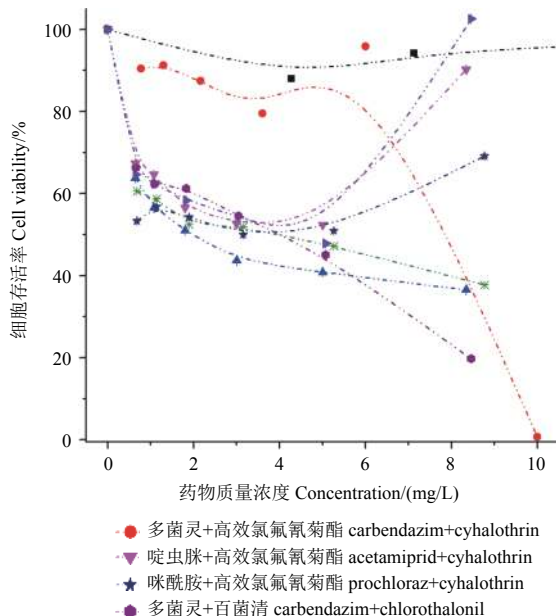 100
80
60
40
20
0
细胞存活率 Cell viability/%
0 2 4 6 8 10
药物质量浓度 Concentration/(mg/L)
多菌灵+高效氯氟氰菊酯 carbendazim+cyhalothrin
啶虫脒+高效氯氟氰菊酯 acetamiprid+cyhalothrin
咪酰胺+高效氯氟氰菊酯 prochloraz+cyhalothrin
多菌灵+百菌清 carbendazim+chlorothalonil